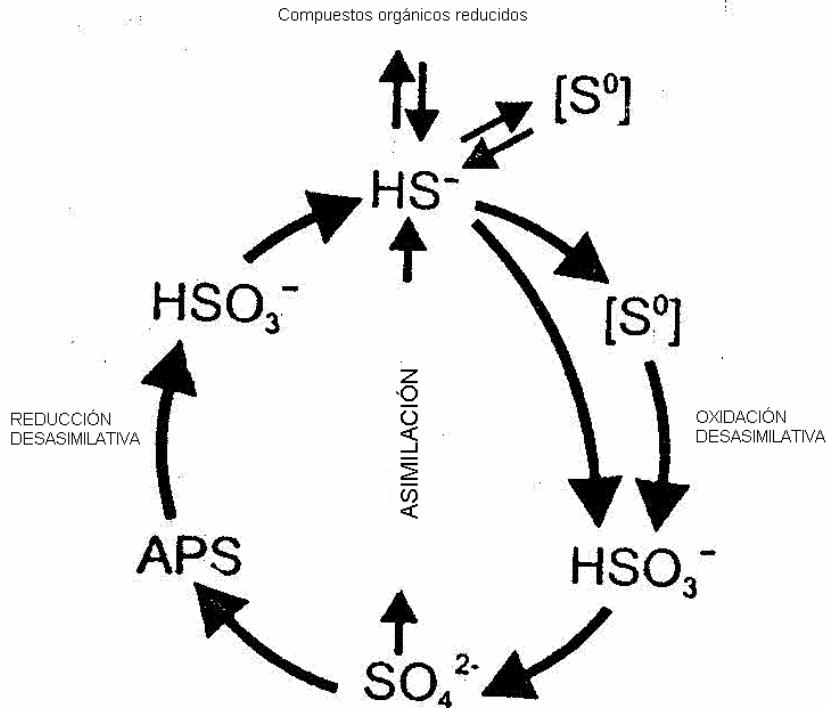 Compuestos orgánicos reducidos
[S⁰]
HS⁻
HSO₃⁻
[S⁰]
REDUCCIÓN
DESASIMILATIVA
ASIMILACIÓN
OXIDACIÓN
DESASIMILATIVA
APS
HSO₃⁻
SO₄²⁻